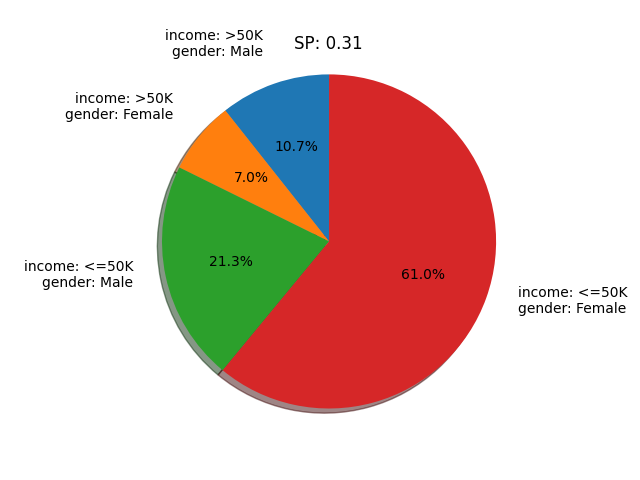 income: >50K
gender: Male
SP: 0.31
income: >50K
gender: Female
10.7%
7.0%
21.3%
61.0%
income: <=50K
gender: Male
income: <=50K
gender: Female